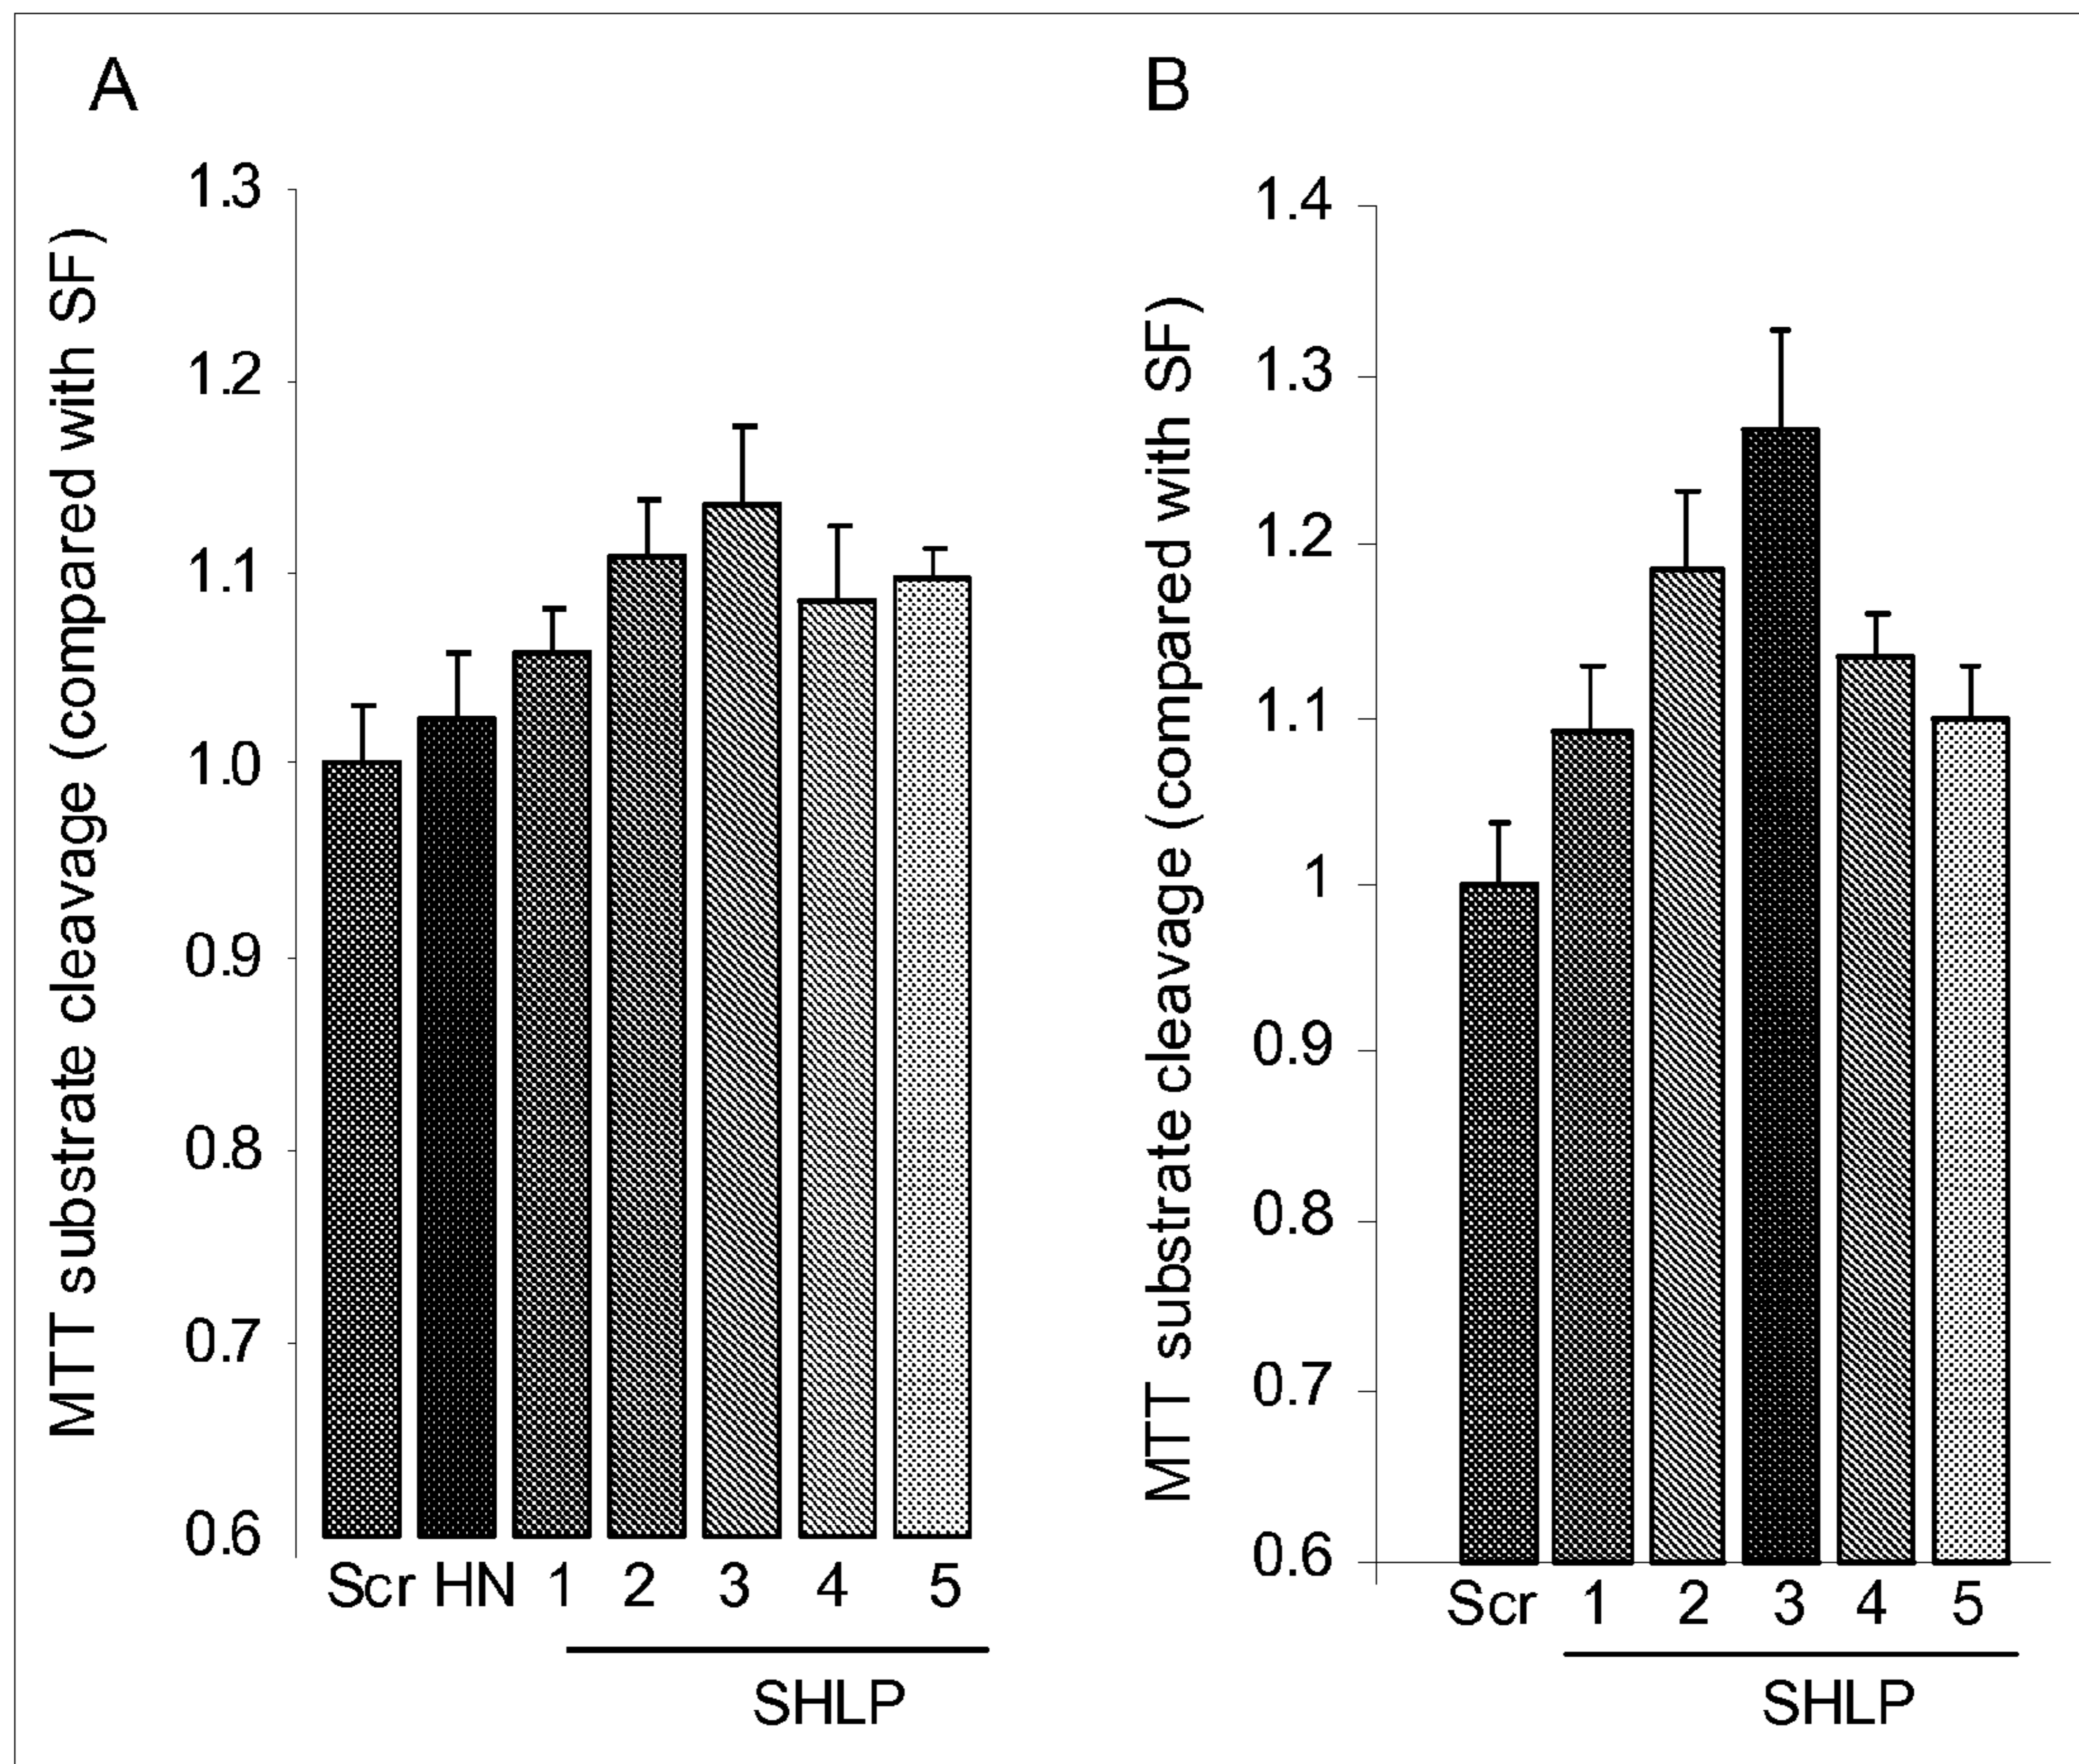 A
MTT substrate cleavage (compared with SF)
1.3
1.2
1.1
1.0
0.9
0.8
0.7
0.6
Scr HN 1 2 3 4 5
SHLP
B
MTT substrate cleavage (compared with SF)
1.4
1.3
1.2
1.1
1
0.9
0.8
0.7
0.6
Scr 1 2 3 4 5
SHLP